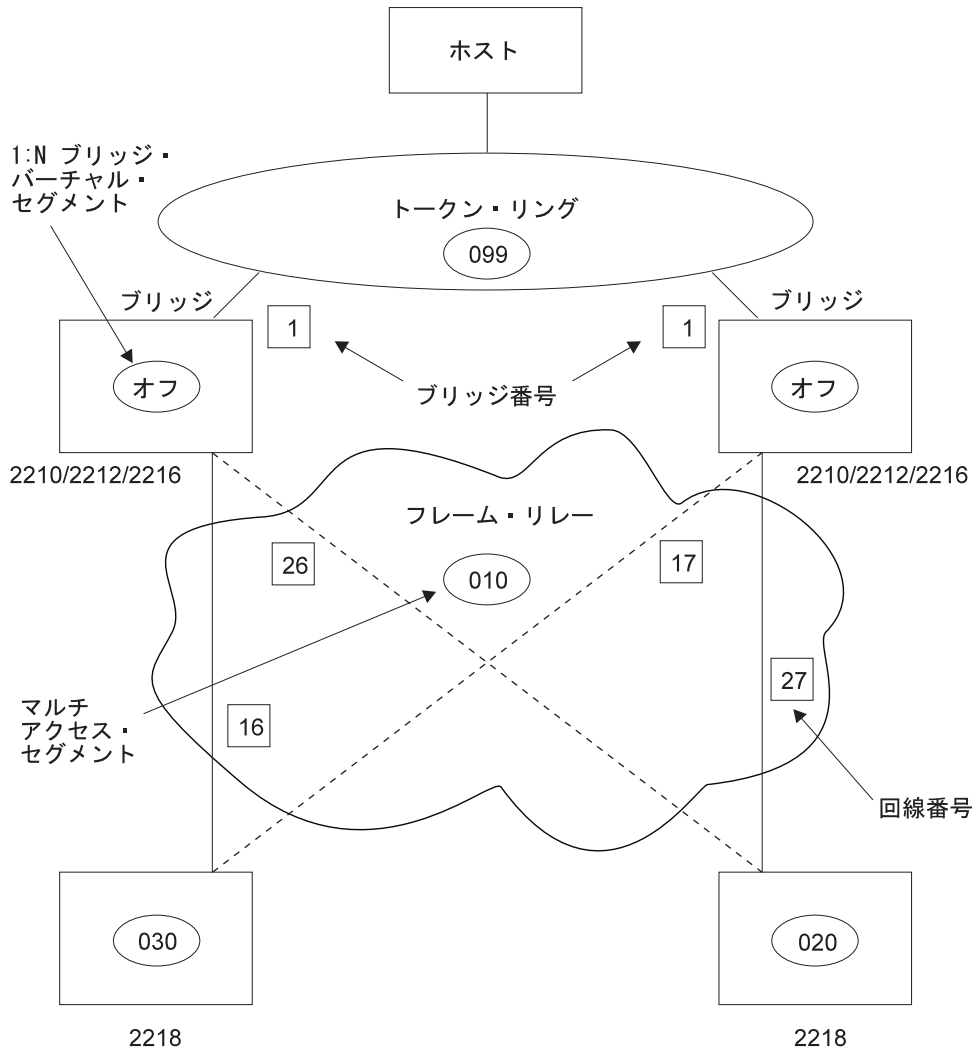 ホスト
1:N ブリッジ・
バーチャル・
セグメント
トークン・リング
099
ブリッジ
ブリッジ
1
1
オフ
オフ
ブリッジ番号
2210/2212/2216
2210/2212/2216
フレーム・リレー
26
010
17
27
マルチ
アクセス・
セグメント
16
回線番号
030
020
2218
2218